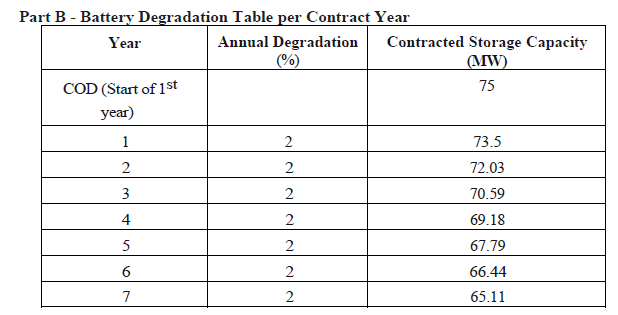 Part B - Battery Degradation Table per Contract Year
Year Annual Degradation Contracted Storage Capacity
(%) (MW)
COD (Start of 1st 75
year)
1 2 73.5
2 2 72.03
3 2 70.59
4 2 69.18
5 2 67.79
6 2 66.44
7 2 65.11